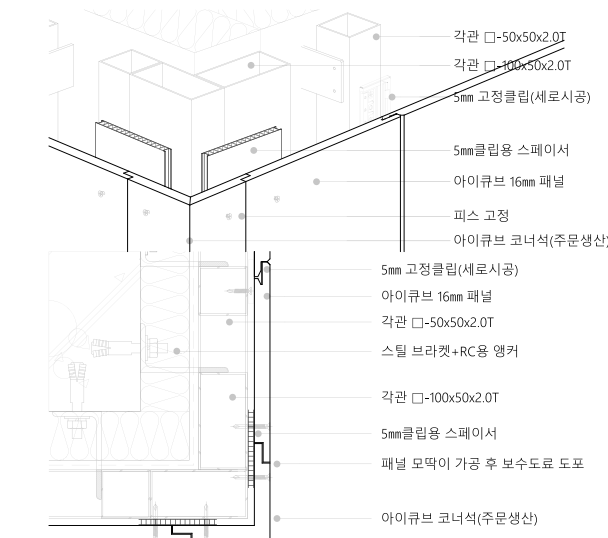 각관 □-50x50x2.0T
각관 □-100x50x2.0T
5㎜ 고정클립(세로시공)
5㎜클립용 스페이서
아이큐브 16㎜ 패널
피스 고정
아이큐브 코너석(주문생산)
5㎜ 고정클립(세로시공)
아이큐브 16㎜ 패널
각관 □-50x50x2.0T
스틸 브라켓+RC용 앵커
각관 □-100x50x2.0T
5㎜클립용 스페이서
패널 모딱이 가공 후 보수도료 도포
아이큐브 코너석(주문생산)